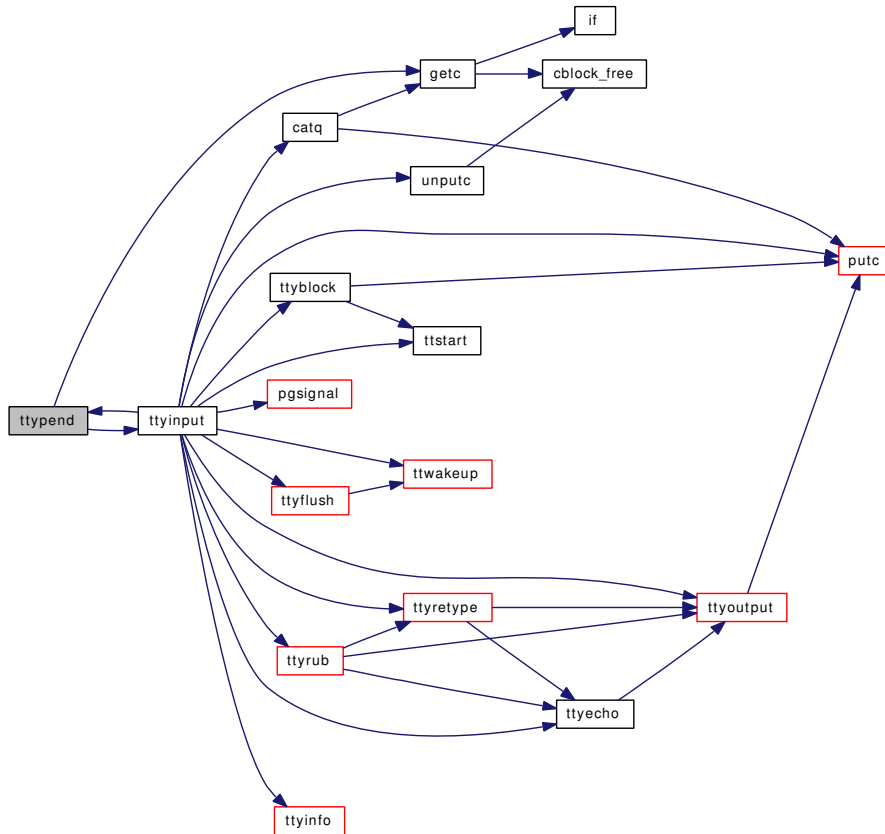 if
getc
cblock_free
catq
unputc
putc
ttyblock
ttstart
pgsignal
ttypend
ttyinput
ttwakeup
ttyflush
ttyretype
ttyoutput
ttyrub
ttyecho
ttyinfo